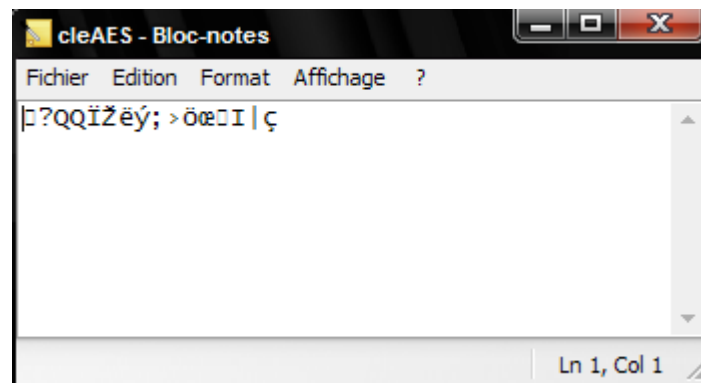 cleAES - Bloc-notes
Fichier Edition Format Affichage ?
▯?QQÏŽëý;›öœ▯I|ç
Ln 1, Col 1